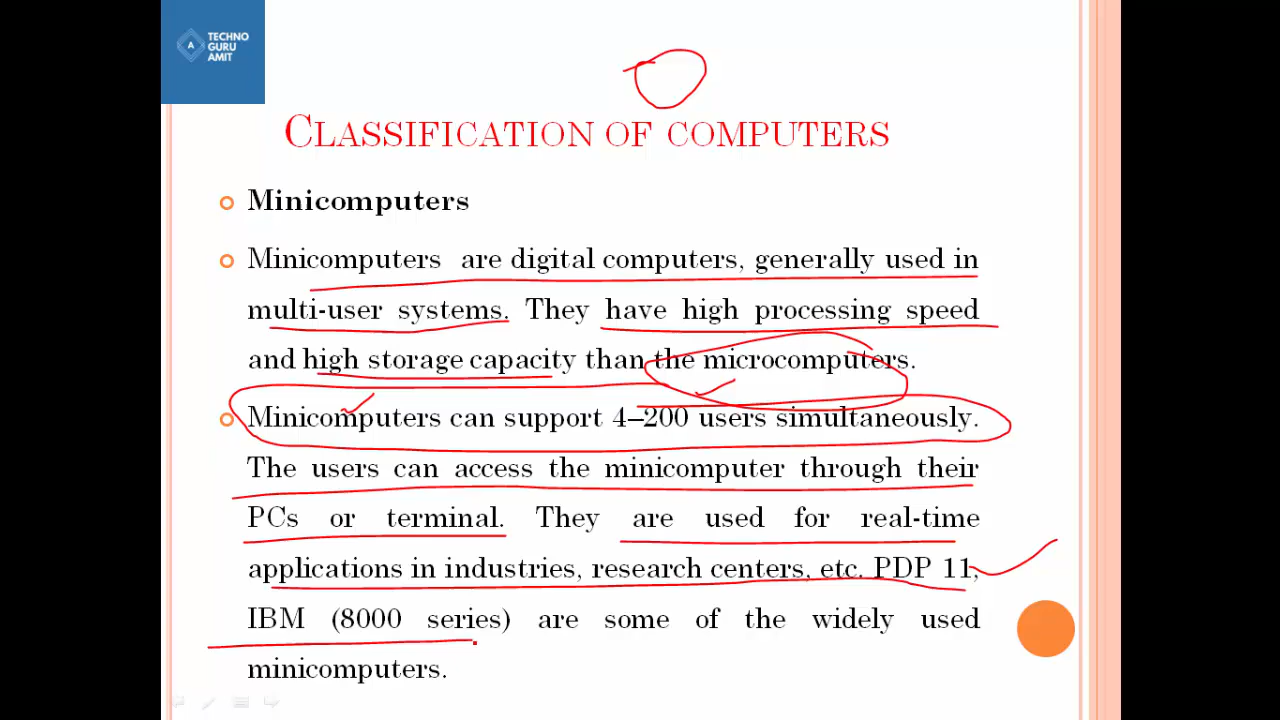 A
TECHNO
GURU
AMIT
CLASSIFICATION OF COMPUTERS
Minicomputers
Minicomputers are digital computers, generally used in
multi-user systems. They have high processing speed
and high storage capacity than the microcomputers.
Minicomputers can support 4–200 users simultaneously.
The users can access the minicomputer through their
PCs or terminal. They are used for real-time
applications in industries, research centers, etc. PDP 11,
IBM (8000 series) are some of the widely used
minicomputers.